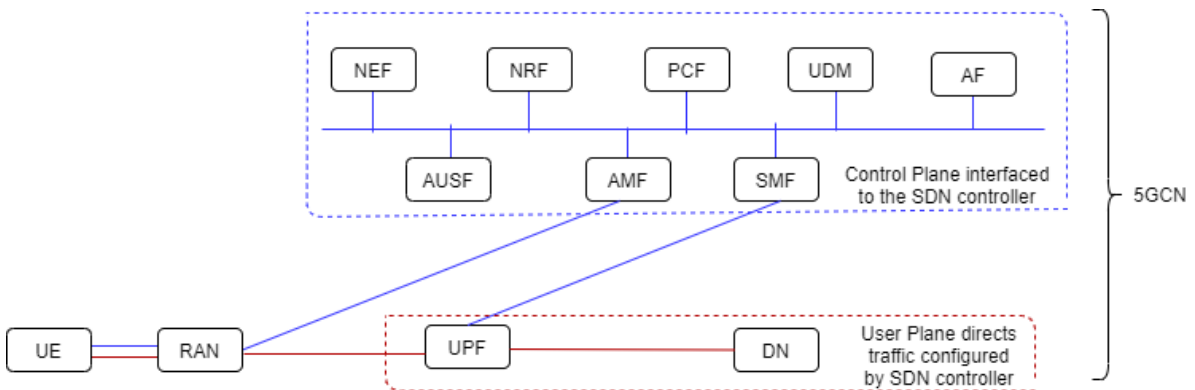 NEF
NRF
PCF
UDM
AF
AUSF
AMF
SMF
Control Plane interfaced
to the SDN controller
5GCN
UE
RAN
UPF
DN
User Plane directs
traffic configured
by SDN controller